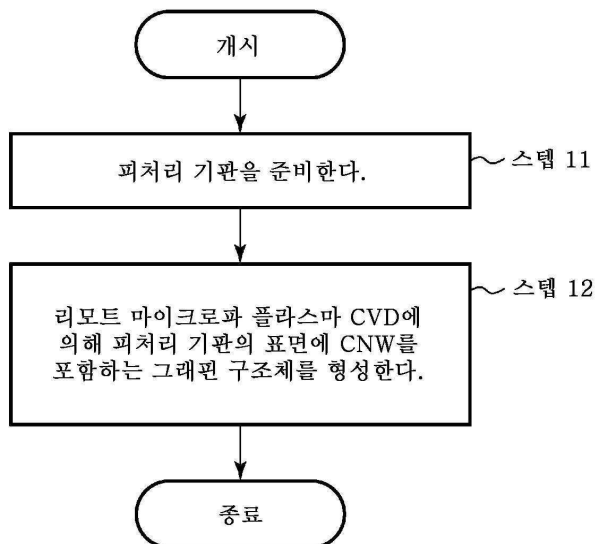 개시
피처리 기판을 준비한다.
스텝 11
스텝 12
리모트 마이크로파 플라스마 CVD에
의해 피처리 기판의 표면에 CNW를
포함하는 그래핀 구조체를 형성한다.
종료